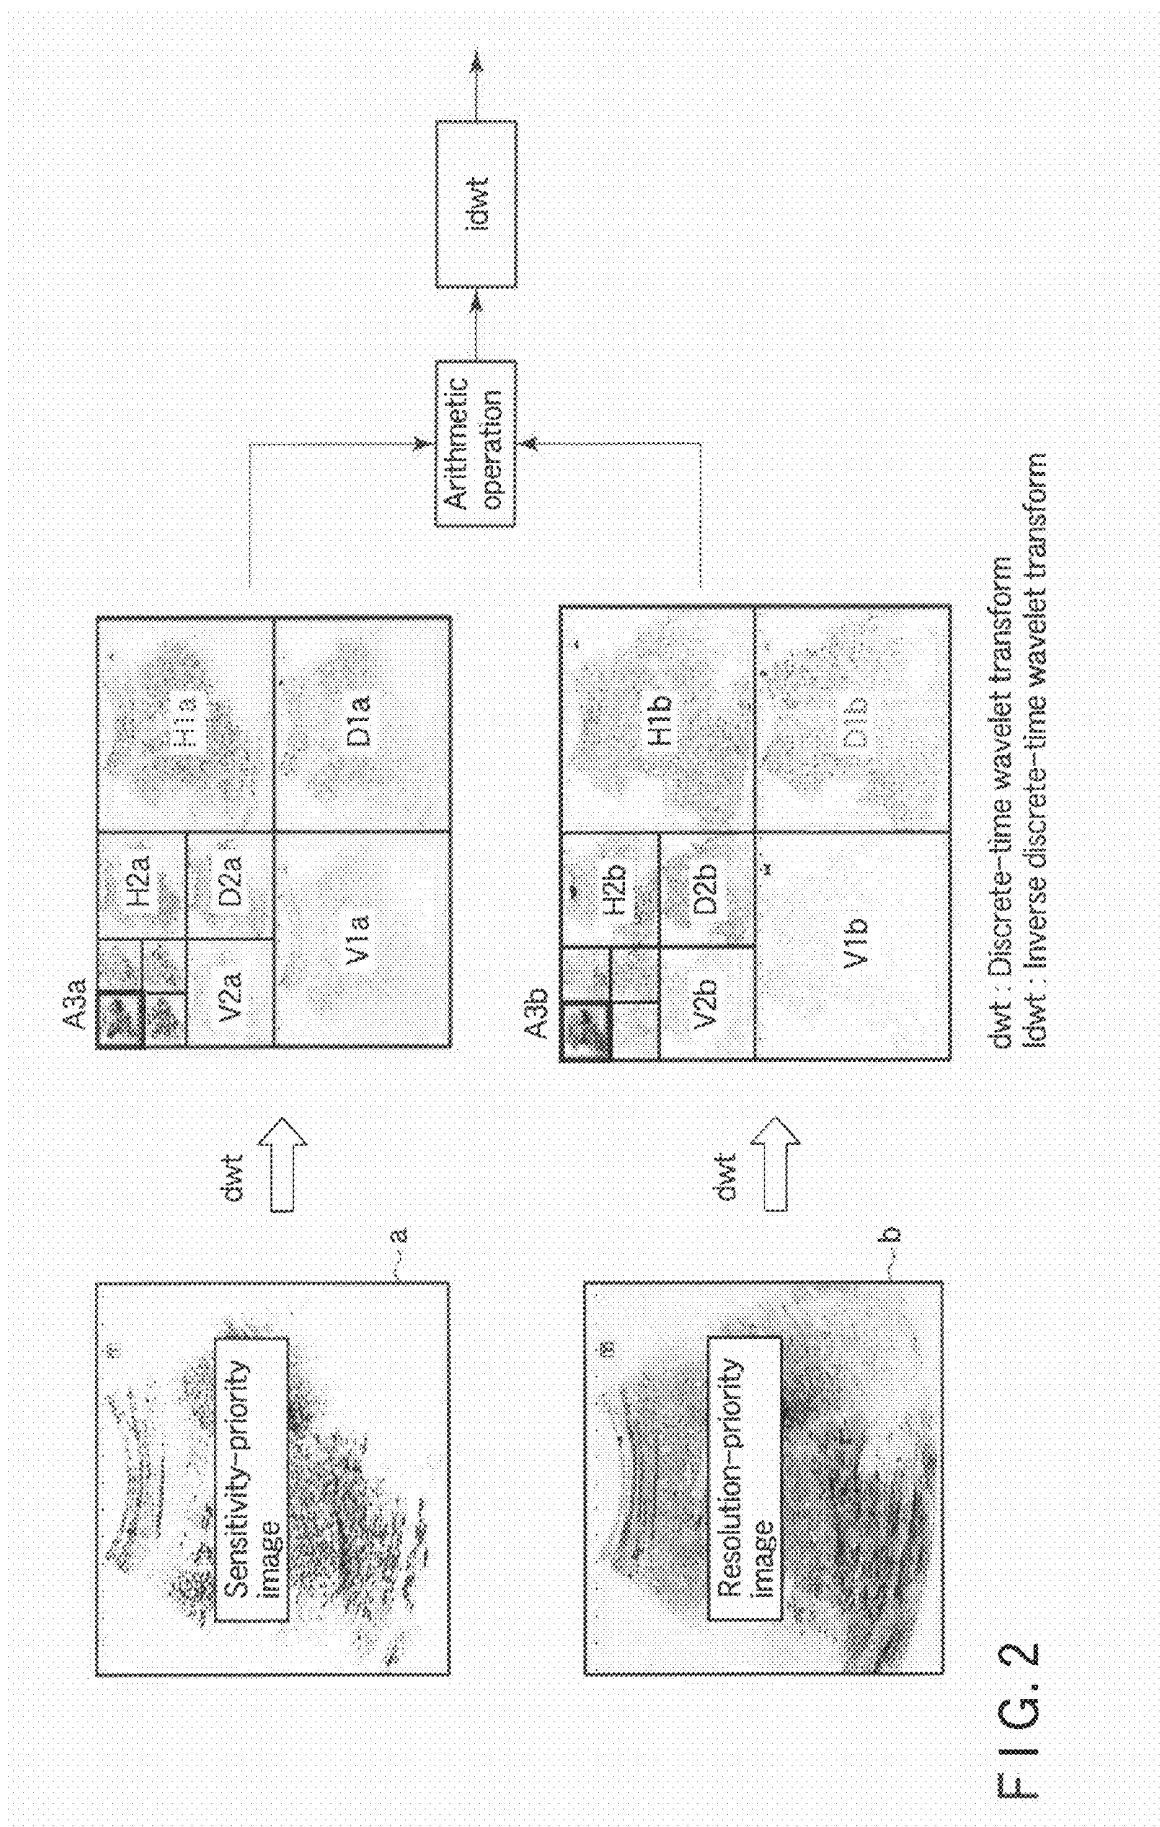 Sensitivity-priority
image
a
dwt
A3a
H2a
V2a
D2a
H1a
V1a
D1a
Arithmetic
operation
idwt
Resolution-priority
image
b
dwt
A3b
H2b
V2b
D2b
H1b
V1b
D1b
dwt : Discrete-time wavelet transform
Idwt : Inverse discrete-time wavelet transform
FIG. 2